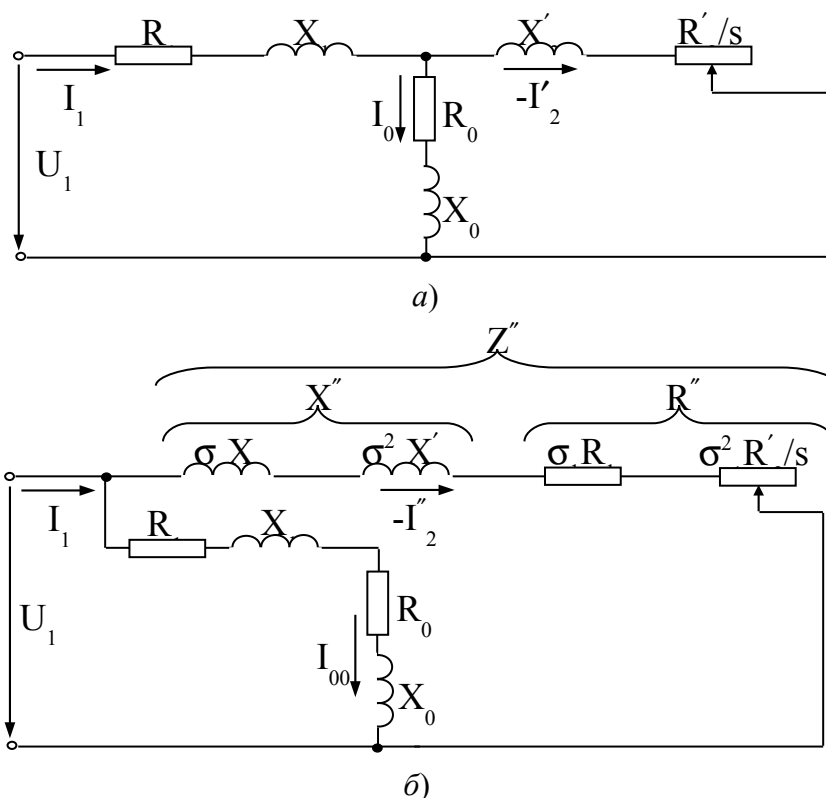 R X X′ R′/s
I₁ I₀ R₀ -I′₂
U₁ X₀
а)
Z″
X″ R″
σ X σ² X′ σ R σ² R′/s
I₁ R X -I″₂
U₁ R₀
I₀₀ X₀
б)